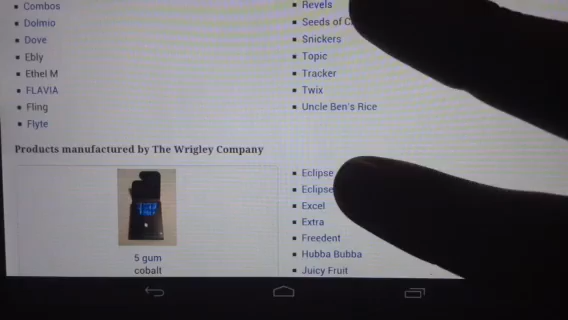 Combos
Dolmio
Dove
Ebly
Ethel M
FLAVIA
Fling
Flyte
Revels
Seeds of
Snickers
Topic
Tracker
Twix
Uncle Ben's Rice
Products manufactured by The Wrigley Company
5 gum
cobalt
Eclipse
Eclipse
Excel
Extra
Freedent
Hubba Bubba
Juicy Fruit